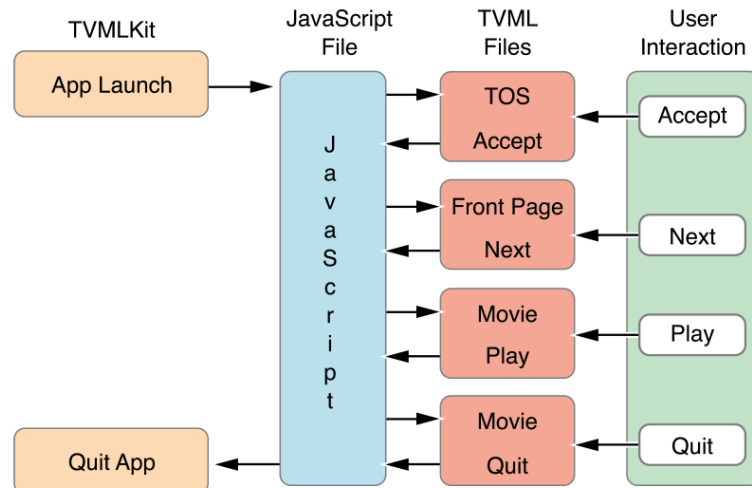 TVMLKit
JavaScript
File
TVML
Files
User
Interaction
App Launch
JavaScript
TOS
Accept
Accept
Front Page
Next
Next
Movie
Play
Play
Movie
Quit
Quit
Quit App